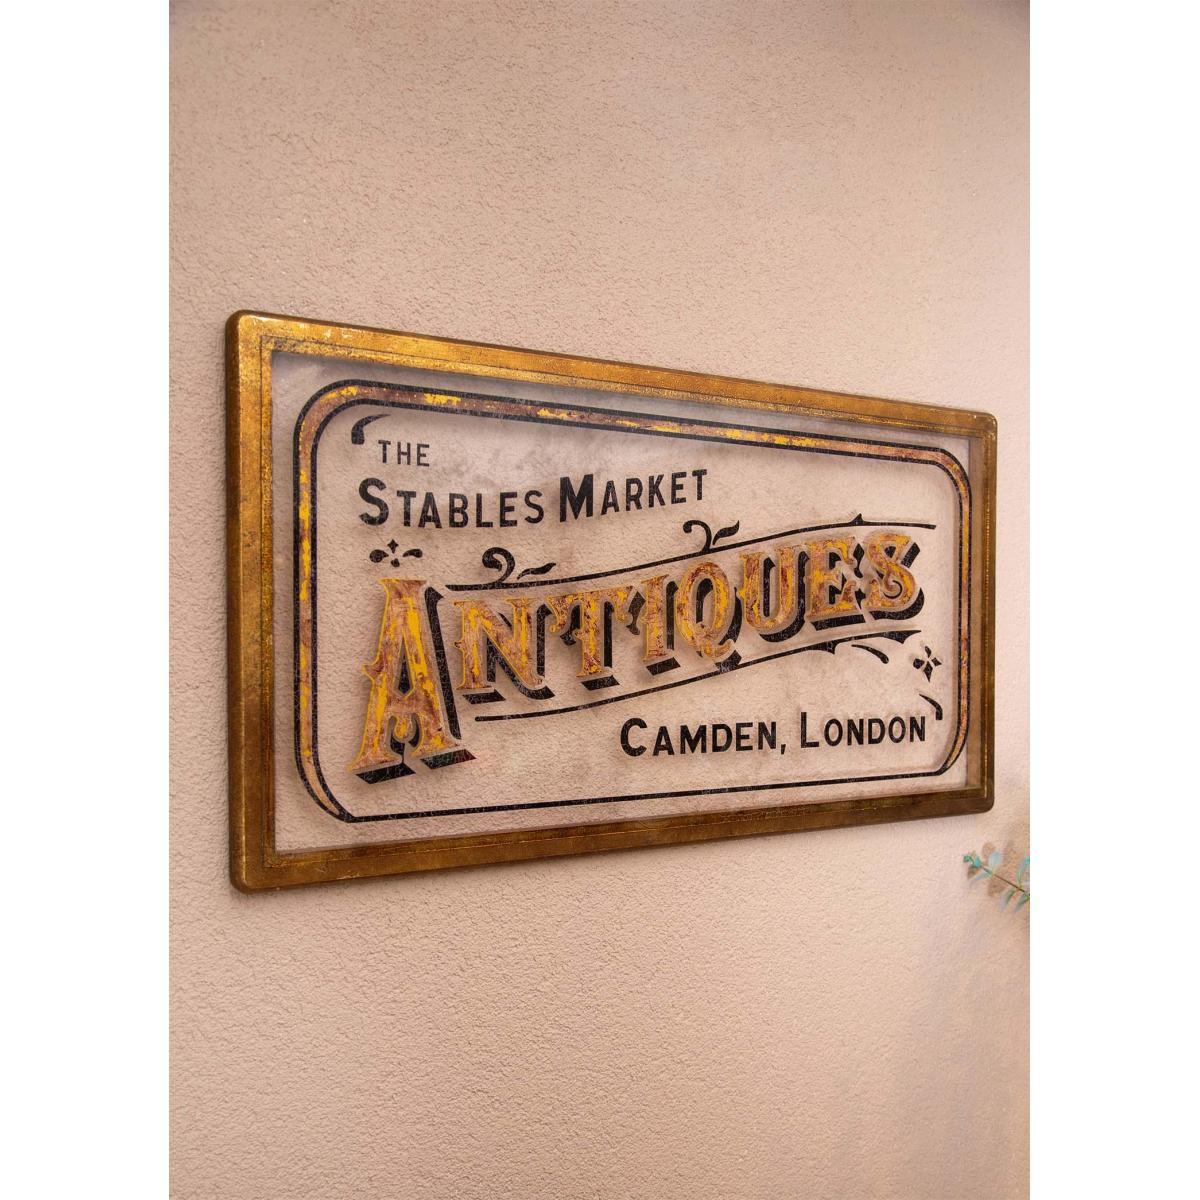 THE
STABLES MARKET
ANTIQUES
CAMDEN, LONDON